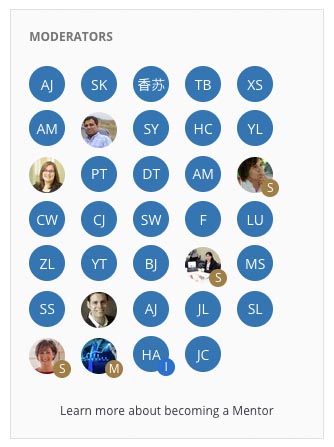 MODERATORS
AJ SK 香苏 TB XS
AM SY HC YL
PT DT AM S
CW CJ SW F LU
ZL YT BJ S MS
SS AJ JL SL
S M HA I JC
Learn more about becoming a Mentor